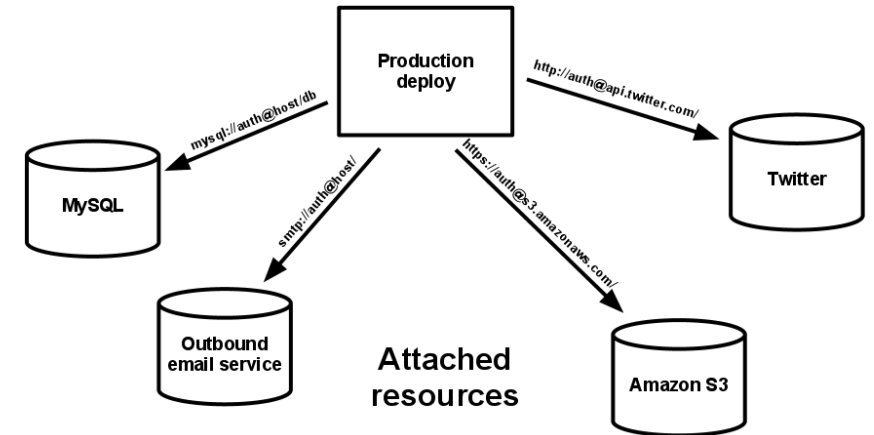 Production
deploy
mysql://auth@host/db
http://auth@api.twitter.com/
smtp://auth@host/
https://auth@s3.amazonaws.com/
MySQL
Twitter
Outbound
email service
Attached
resources
Amazon S3